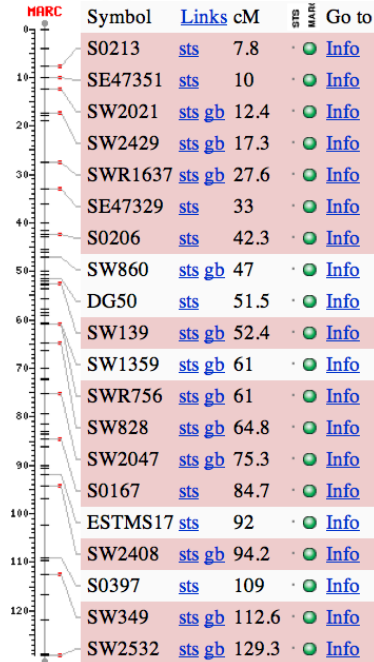 MARC Symbol Links cM STS MARC Go to
0
S0213 sts 7.8 Info
SE47351 sts 10 Info
10
SW2021 sts gb 12.4 Info
SW2429 sts gb 17.3 Info
20
SWR1637 sts gb 27.6 Info
30
SE47329 sts 33 Info
40
S0206 sts 42.3 Info
SW860 sts gb 47 Info
50
DG50 sts 51.5 Info
SW139 sts gb 52.4 Info
60
SW1359 sts gb 61 Info
70
SWR756 sts gb 61 Info
SW828 sts gb 64.8 Info
80
SW2047 sts gb 75.3 Info
90
S0167 sts 84.7 Info
100
ESTMS17 sts 92 Info
SW2408 sts gb 94.2 Info
110
S0397 sts 109 Info
SW349 sts gb 112.6 Info
120
SW2532 sts gb 129.3 Info